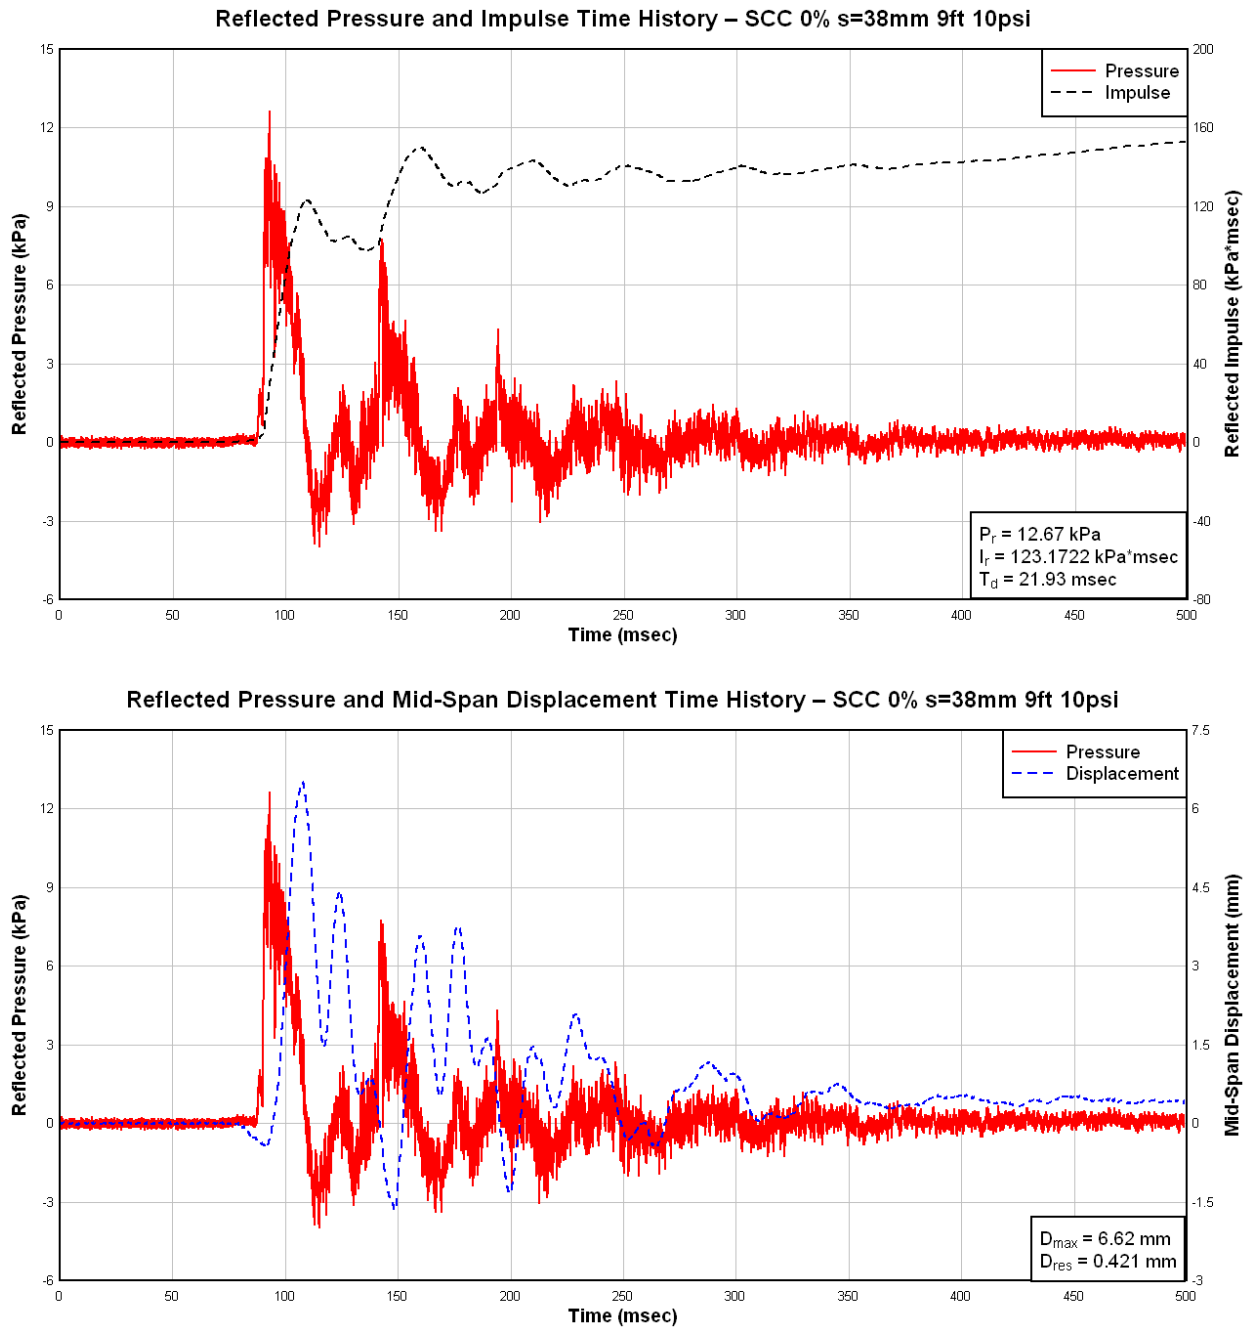 Reflected Pressure and Impulse Time History – SCC 0% s=38mm 9ft 10psi
15
12
9
6
3
0
-3
-6
Reflected Pressure (kPa)
200
160
120
80
40
0
-40
-80
Reflected Impulse (kPa*msec)
Pressure
Impulse
P_r = 12.67 kPa
I_r = 123.1722 kPa*msec
T_d = 21.93 msec
0 50 100 150 200 250 300 350 400 450 500
Time (msec)
Reflected Pressure and Mid-Span Displacement Time History – SCC 0% s=38mm 9ft 10psi
15
12
9
6
3
0
-3
-6
Reflected Pressure (kPa)
7.5
6
4.5
3
1.5
0
-1.5
-3
Mid-Span Displacement (mm)
Pressure
Displacement
D_max = 6.62 mm
D_res = 0.421 mm
0 50 100 150 200 250 300 350 400 450 500
Time (msec)